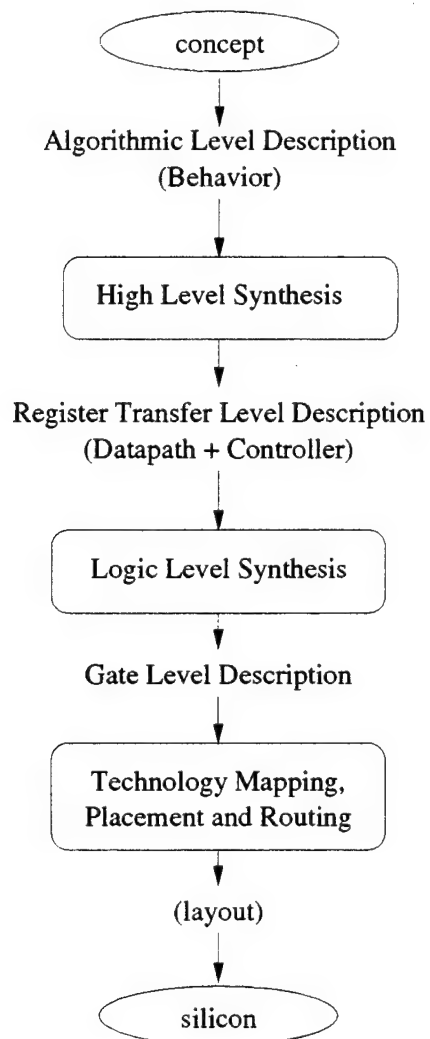 concept
Algorithmic Level Description
(Behavior)
High Level Synthesis
Register Transfer Level Description
(Datapath + Controller)
Logic Level Synthesis
Gate Level Description
Technology Mapping,
Placement and Routing
(layout)
silicon